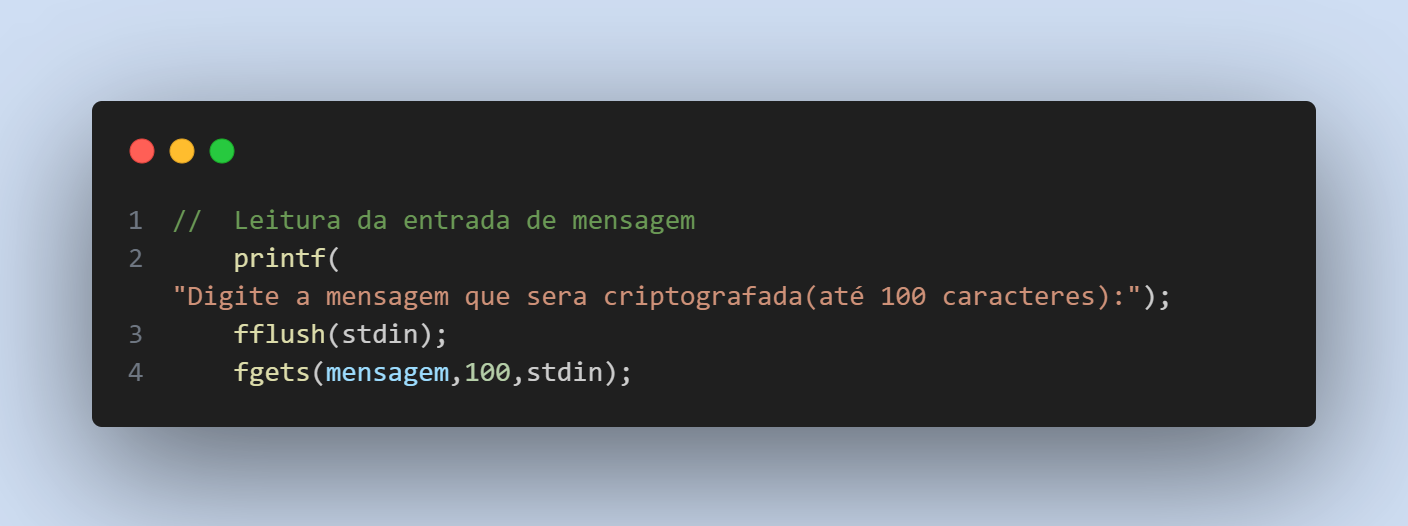 1 //  Leitura da entrada de mensagem
2     printf(
"Digite a mensagem que sera criptografada(até 100 caracteres):");
3     fflush(stdin);
4     fgets(mensagem,100,stdin);